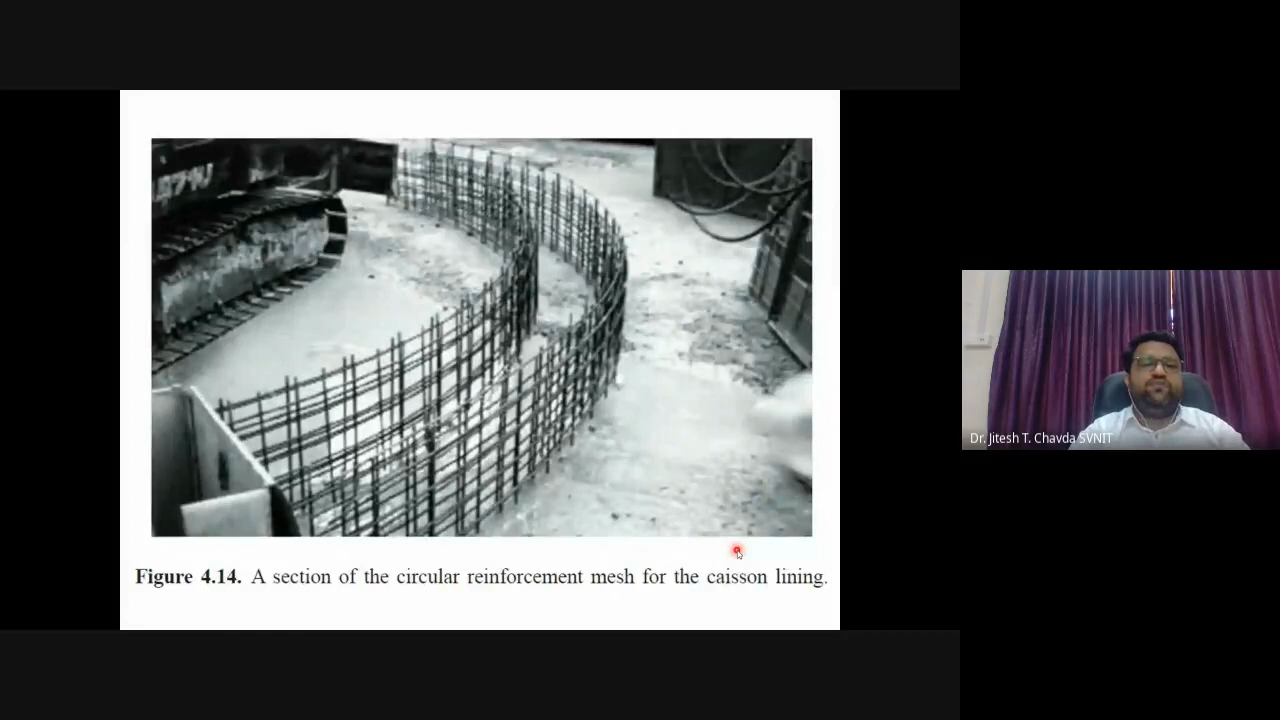 Figure 4.14. A section of the circular reinforcement mesh for the caisson lining.
Dr. Jitesh T. Chavda SVNIT